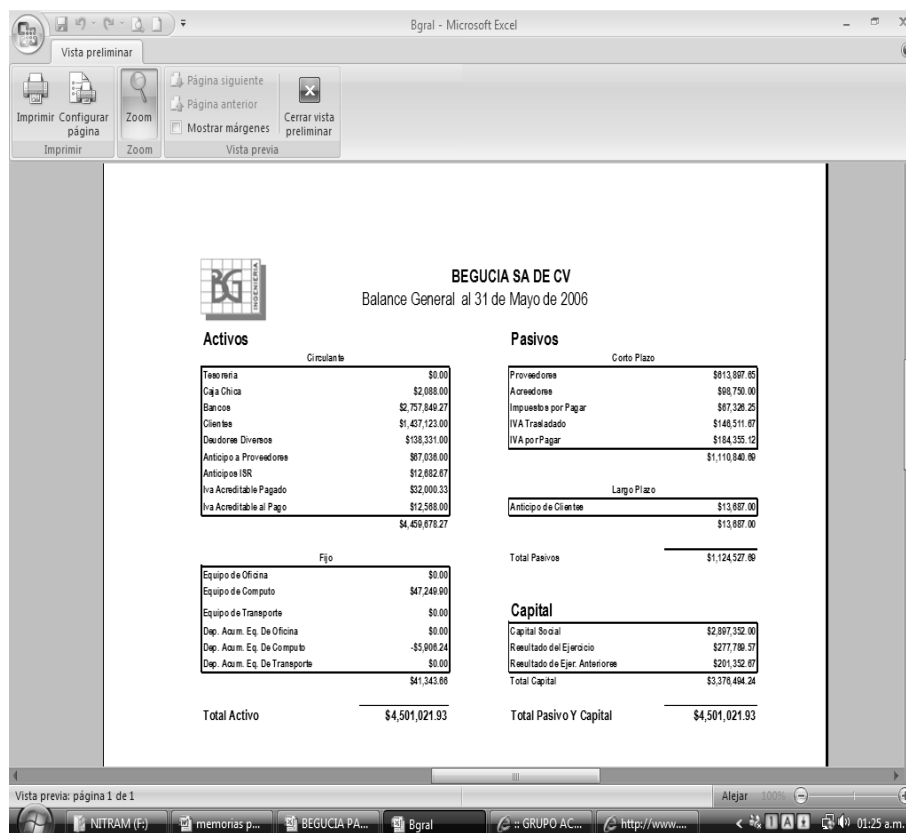 Bgral - Microsoft Excel
Vista preliminar
Imprimir
Configurar página
Zoom
Página siguiente
Página anterior
Mostrar márgenes
Cerrar vista preliminar
Imprimir
Zoom
Vista previa
BG INGENIERIA
BEGUCIA SA DE CV
Balance General al 31 de Mayo de 2006
Activos
Circulante
Tesoreria $0.00
Caja Chica $2,088.00
Bancos $2,757,849.27
Clientes $1,437,123.00
Deudores Diversos $138,331.00
Anticipo a Proveedores $67,036.00
Anticipos ISR $12,682.67
Iva Acreditable Pagado $32,000.33
Iva Acreditable al Pago $12,568.00
$4,459,678.27
Fijo
Equipo de Oficina $0.00
Equipo de Computo $47,249.90
Equipo de Transporte $0.00
Dep. Acum. Eq. De Oficina $0.00
Dep. Acum. Eq. De Computo -$5,906.24
Dep. Acum. Eq. De Transporte $0.00
$41,343.66
Total Activo $4,501,021.93
Pasivos
Corto Plazo
Proveedores $613,897.65
Acreedores $98,750.00
Impuestos por Pagar $67,326.25
IVA Trasladado $146,511.67
IVA por Pagar $184,355.12
$1,110,840.69
Largo Plazo
Anticipo de Clientes $13,687.00
$13,687.00
Total Pasivos $1,124,527.69
Capital
Capital Social $2,897,352.00
Resultado del Ejercicio $277,789.57
Resultado de Ejer. Anteriores $201,352.67
Total Capital $3,376,494.24
Total Pasivo Y Capital $4,501,021.93
Vista previa: página 1 de 1
Alejar 100%
NITRAM (F:)
memorias p...
BEGUCIA PA...
Bgral
:: GRUPO AC...
http://www....
01:25 a.m.